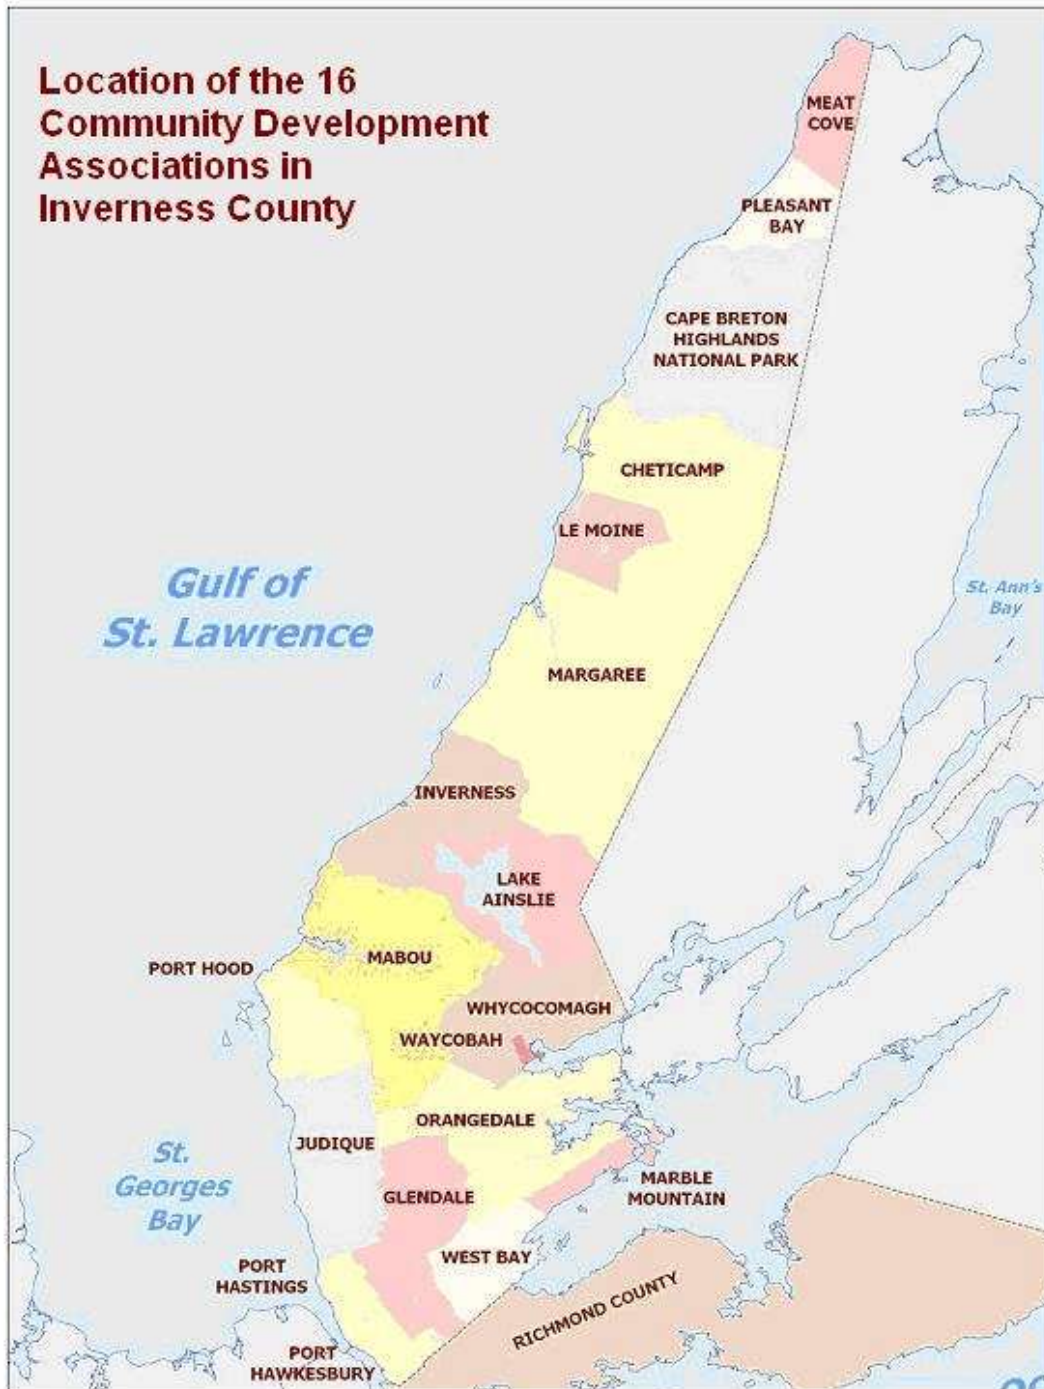 Location of the 16
Community Development
Associations in
Inverness County
MEAT
COVE
PLEASANT
BAY
CAPE BRETON
HIGHLANDS
NATIONAL PARK
CHETICAMP
LE MOINE
Gulf of
St. Lawrence
St. Ann's
Bay
MARGAREE
INVERNESS
LAKE
AINSLIE
MABOU
PORT HOOD
WHYCOCOMAGH
WAYCOBAH
ORANGEDALE
JUDIQUE
St.
Georges
Bay
GLENDALE
MARBLE
MOUNTAIN
WEST BAY
PORT
HASTINGS
RICHMOND COUNTY
PORT
HAWKESBURY